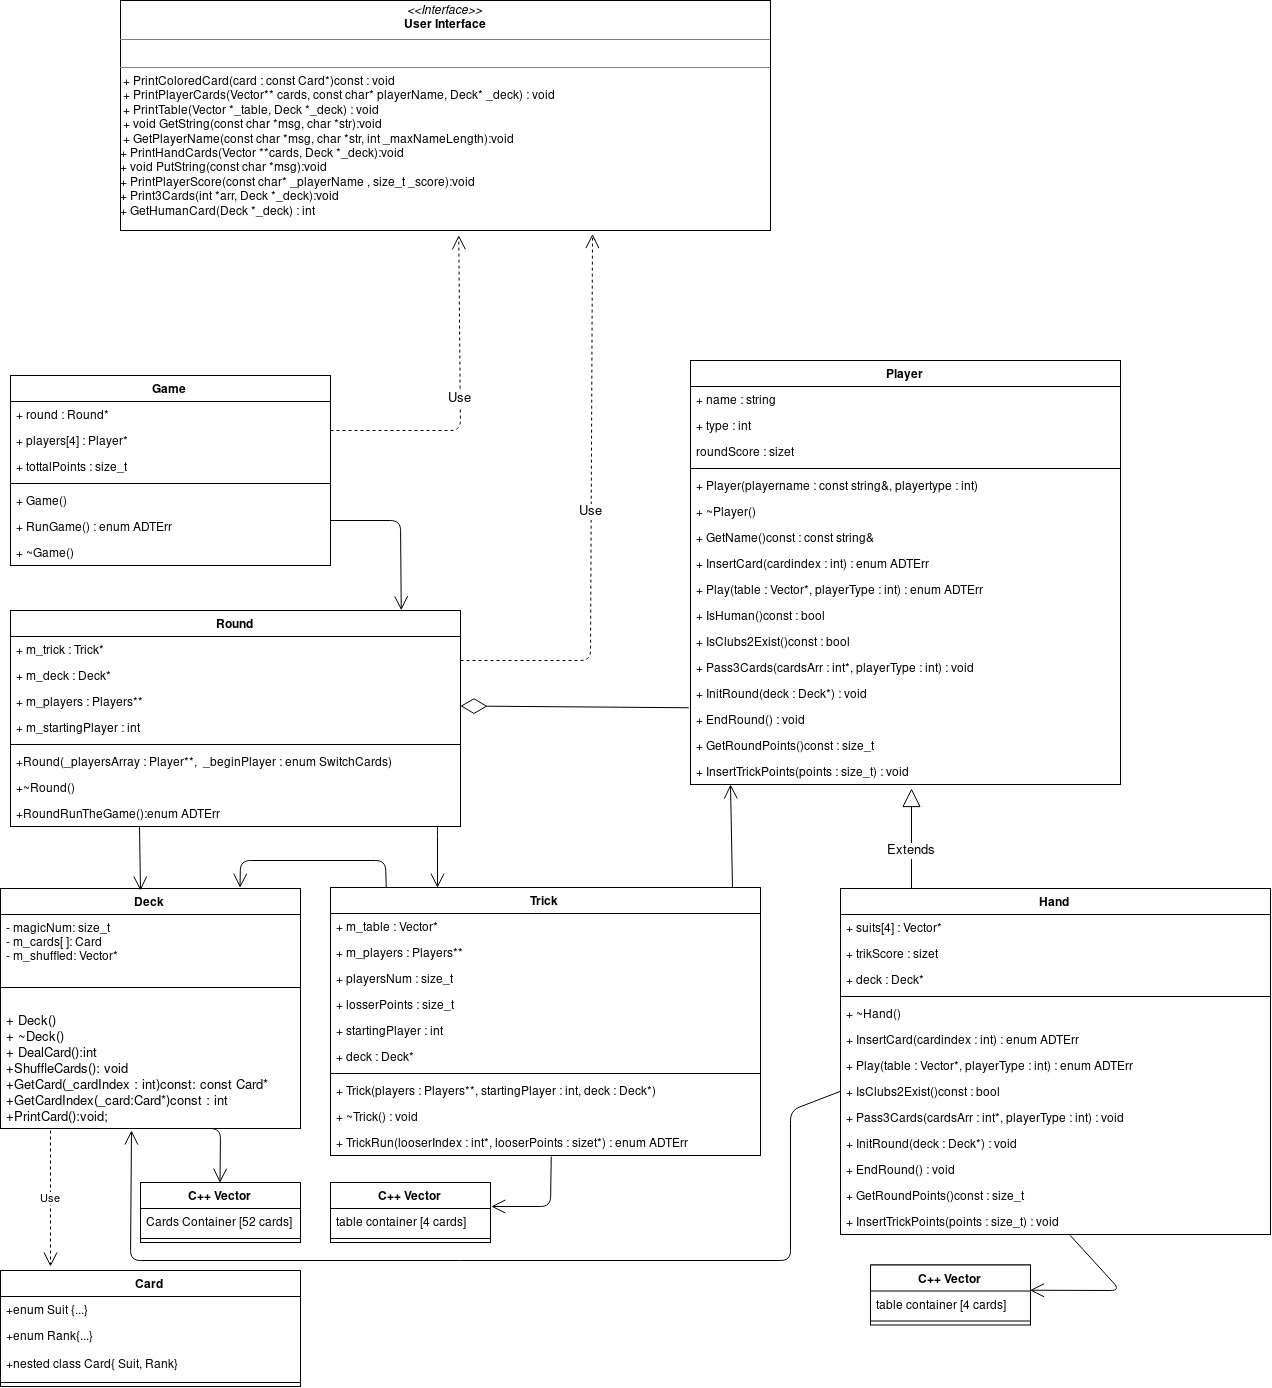 <<Interface>>
User Interface
+ PrintColoredCard(card : const Card*)const : void
+ PrintPlayerCards(Vector** cards, const char* playerName, Deck* _deck) : void
+ PrintTable(Vector *_table, Deck *_deck) : void
+ void GetString(const char *msg, char *str):void
+ GetPlayerName(const char *msg, char *str, int _maxNameLength):void
+ PrintHandCards(Vector **cards, Deck *_deck):void
+ void PutString(const char *msg):void
+ PrintPlayerScore(const char* _playerName , size_t _score):void
+ Print3Cards(int *arr, Deck *_deck):void
+ GetHumanCard(Deck *_deck) : int
Use
Use
Game
+ round : Round*
+ players[4] : Player*
+ tottalPoints : size_t
+ Game()
+ RunGame() : enum ADTErr
+ ~Game()
Player
+ name : string
+ type : int
roundScore : sizet
+ Player(playername : const string&, playertype : int)
+ ~Player()
+ GetName()const : const string&
+ InsertCard(cardindex : int) : enum ADTErr
+ Play(table : Vector*, playerType : int) : enum ADTErr
+ IsHuman()const : bool
+ IsClubs2Exist()const : bool
+ Pass3Cards(cardsArr : int*, playerType : int) : void
+ InitRound(deck : Deck*) : void
+ EndRound() : void
+ GetRoundPoints()const : size_t
+ InsertTrickPoints(points : size_t) : void
Round
+ m_trick : Trick*
+ m_deck : Deck*
+ m_players : Players**
+ m_startingPlayer : int
+Round(_playersArray : Player**,  _beginPlayer : enum SwitchCards)
+~Round()
+RoundRunTheGame():enum ADTErr
Extends
Deck
- magicNum: size_t
- m_cards[ ]: Card
- m_shuffled: Vector*
+ Deck()
+ ~Deck()
+ DealCard():int
+ShuffleCards(): void
+GetCard(_cardIndex : int)const: const Card*
+GetCardIndex(_card:Card*)const : int
+PrintCard():void;
Trick
+ m_table : Vector*
+ m_players : Players**
+ playersNum : size_t
+ losserPoints : size_t
+ startingPlayer : int
+ deck : Deck*
+ Trick(players : Players**, startingPlayer : int, deck : Deck*)
+ ~Trick() : void
+ TrickRun(looserIndex : int*, looserPoints : sizet*) : enum ADTErr
Hand
+ suits[4] : Vector*
+ trikScore : sizet
+ deck : Deck*
+ ~Hand()
+ InsertCard(cardindex : int) : enum ADTErr
+ Play(table : Vector*, playerType : int) : enum ADTErr
+ IsClubs2Exist()const : bool
+ Pass3Cards(cardsArr : int*, playerType : int) : void
+ InitRound(deck : Deck*) : void
+ EndRound() : void
+ GetRoundPoints()const : size_t
+ InsertTrickPoints(points : size_t) : void
Use
C++ Vector
Cards Container [52 cards]
C++ Vector
table container [4 cards]
C++ Vector
table container [4 cards]
Card
+enum Suit {...}
+enum Rank{...}
+nested class Card{ Suit, Rank}